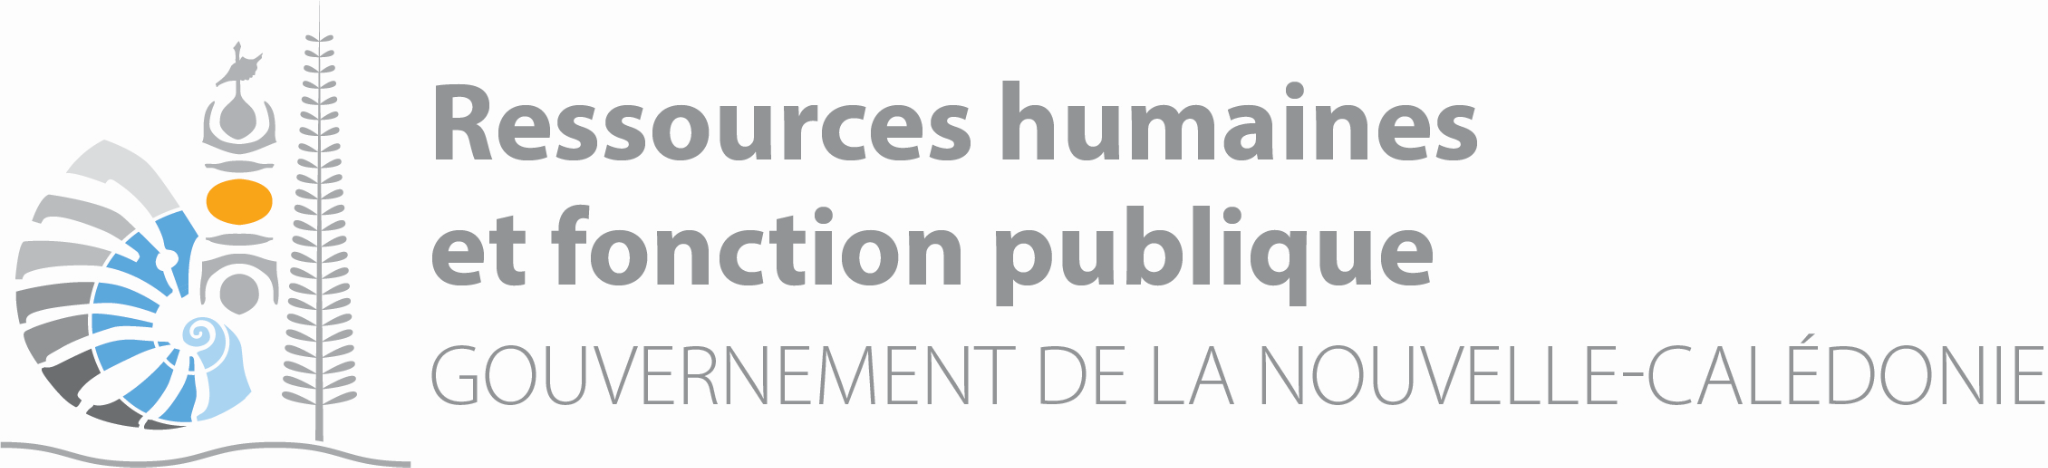 Ressources humaines
et fonction publique
GOUVERNEMENT DE LA NOUVELLE-CALÉDONIE